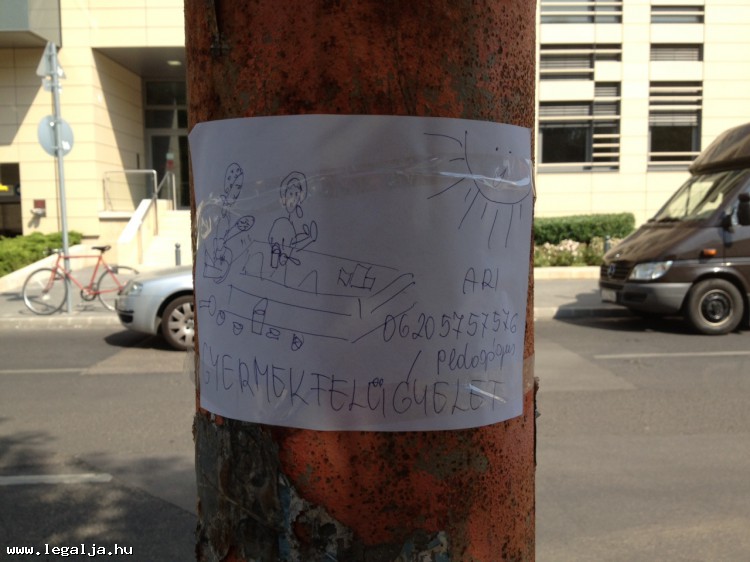 ARI
06205757576
/ Pedagógus
GYERMEKFELÜGYELET
www.legalja.hu